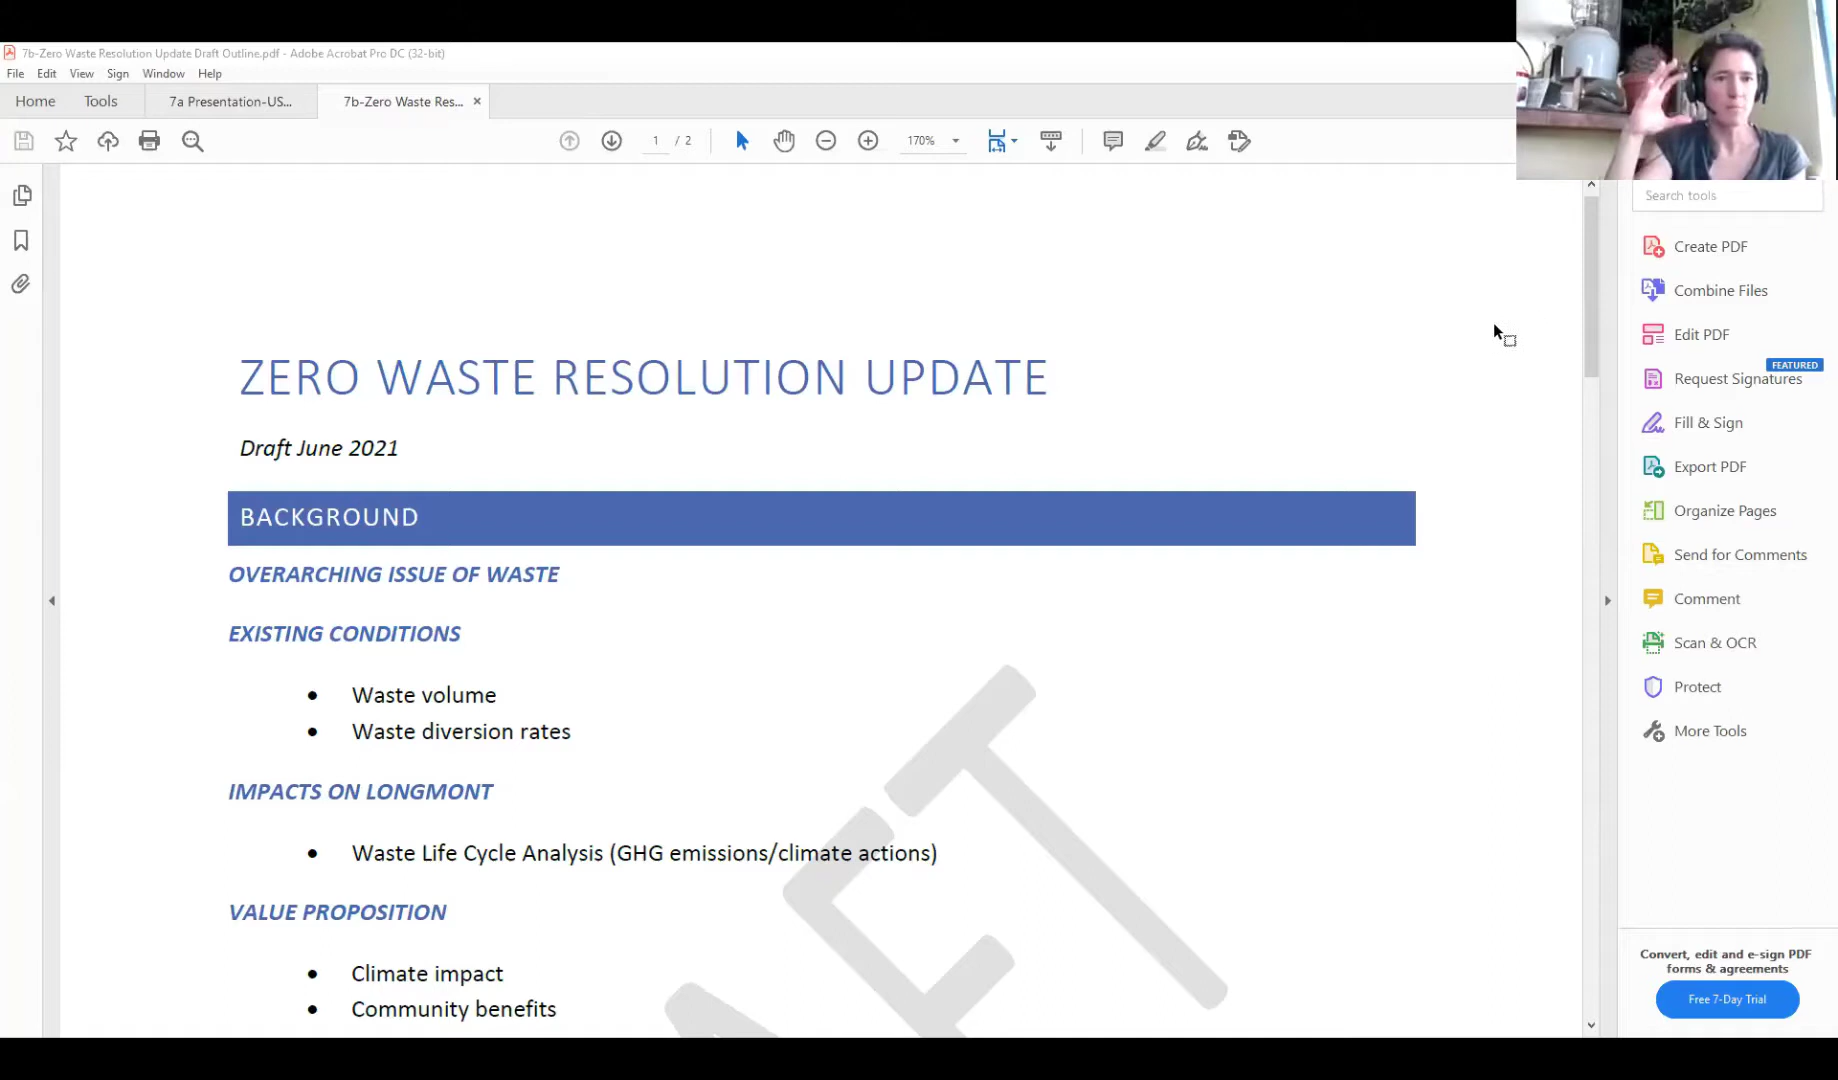 7b-Zero Waste Resolution Update Draft Outline.pdf - Adobe Acrobat Pro DC (32-bit)
File Edit View Sign Window Help
Home Tools 7a Presentation-US... 7b-Zero Waste Res... ×
1 / 2 170%
Search tools
Create PDF
Combine Files
Edit PDF
FEATURED
Request Signatures
Fill & Sign
Export PDF
Organize Pages
Send for Comments
Comment
Scan & OCR
Protect
More Tools
Convert, edit and e-sign PDF
forms & agreements
Free 7-Day Trial
ZERO WASTE RESOLUTION UPDATE
Draft June 2021
BACKGROUND
OVERARCHING ISSUE OF WASTE
EXISTING CONDITIONS
• Waste volume
• Waste diversion rates
IMPACTS ON LONGMONT
• Waste Life Cycle Analysis (GHG emissions/climate actions)
VALUE PROPOSITION
• Climate impact
• Community benefits